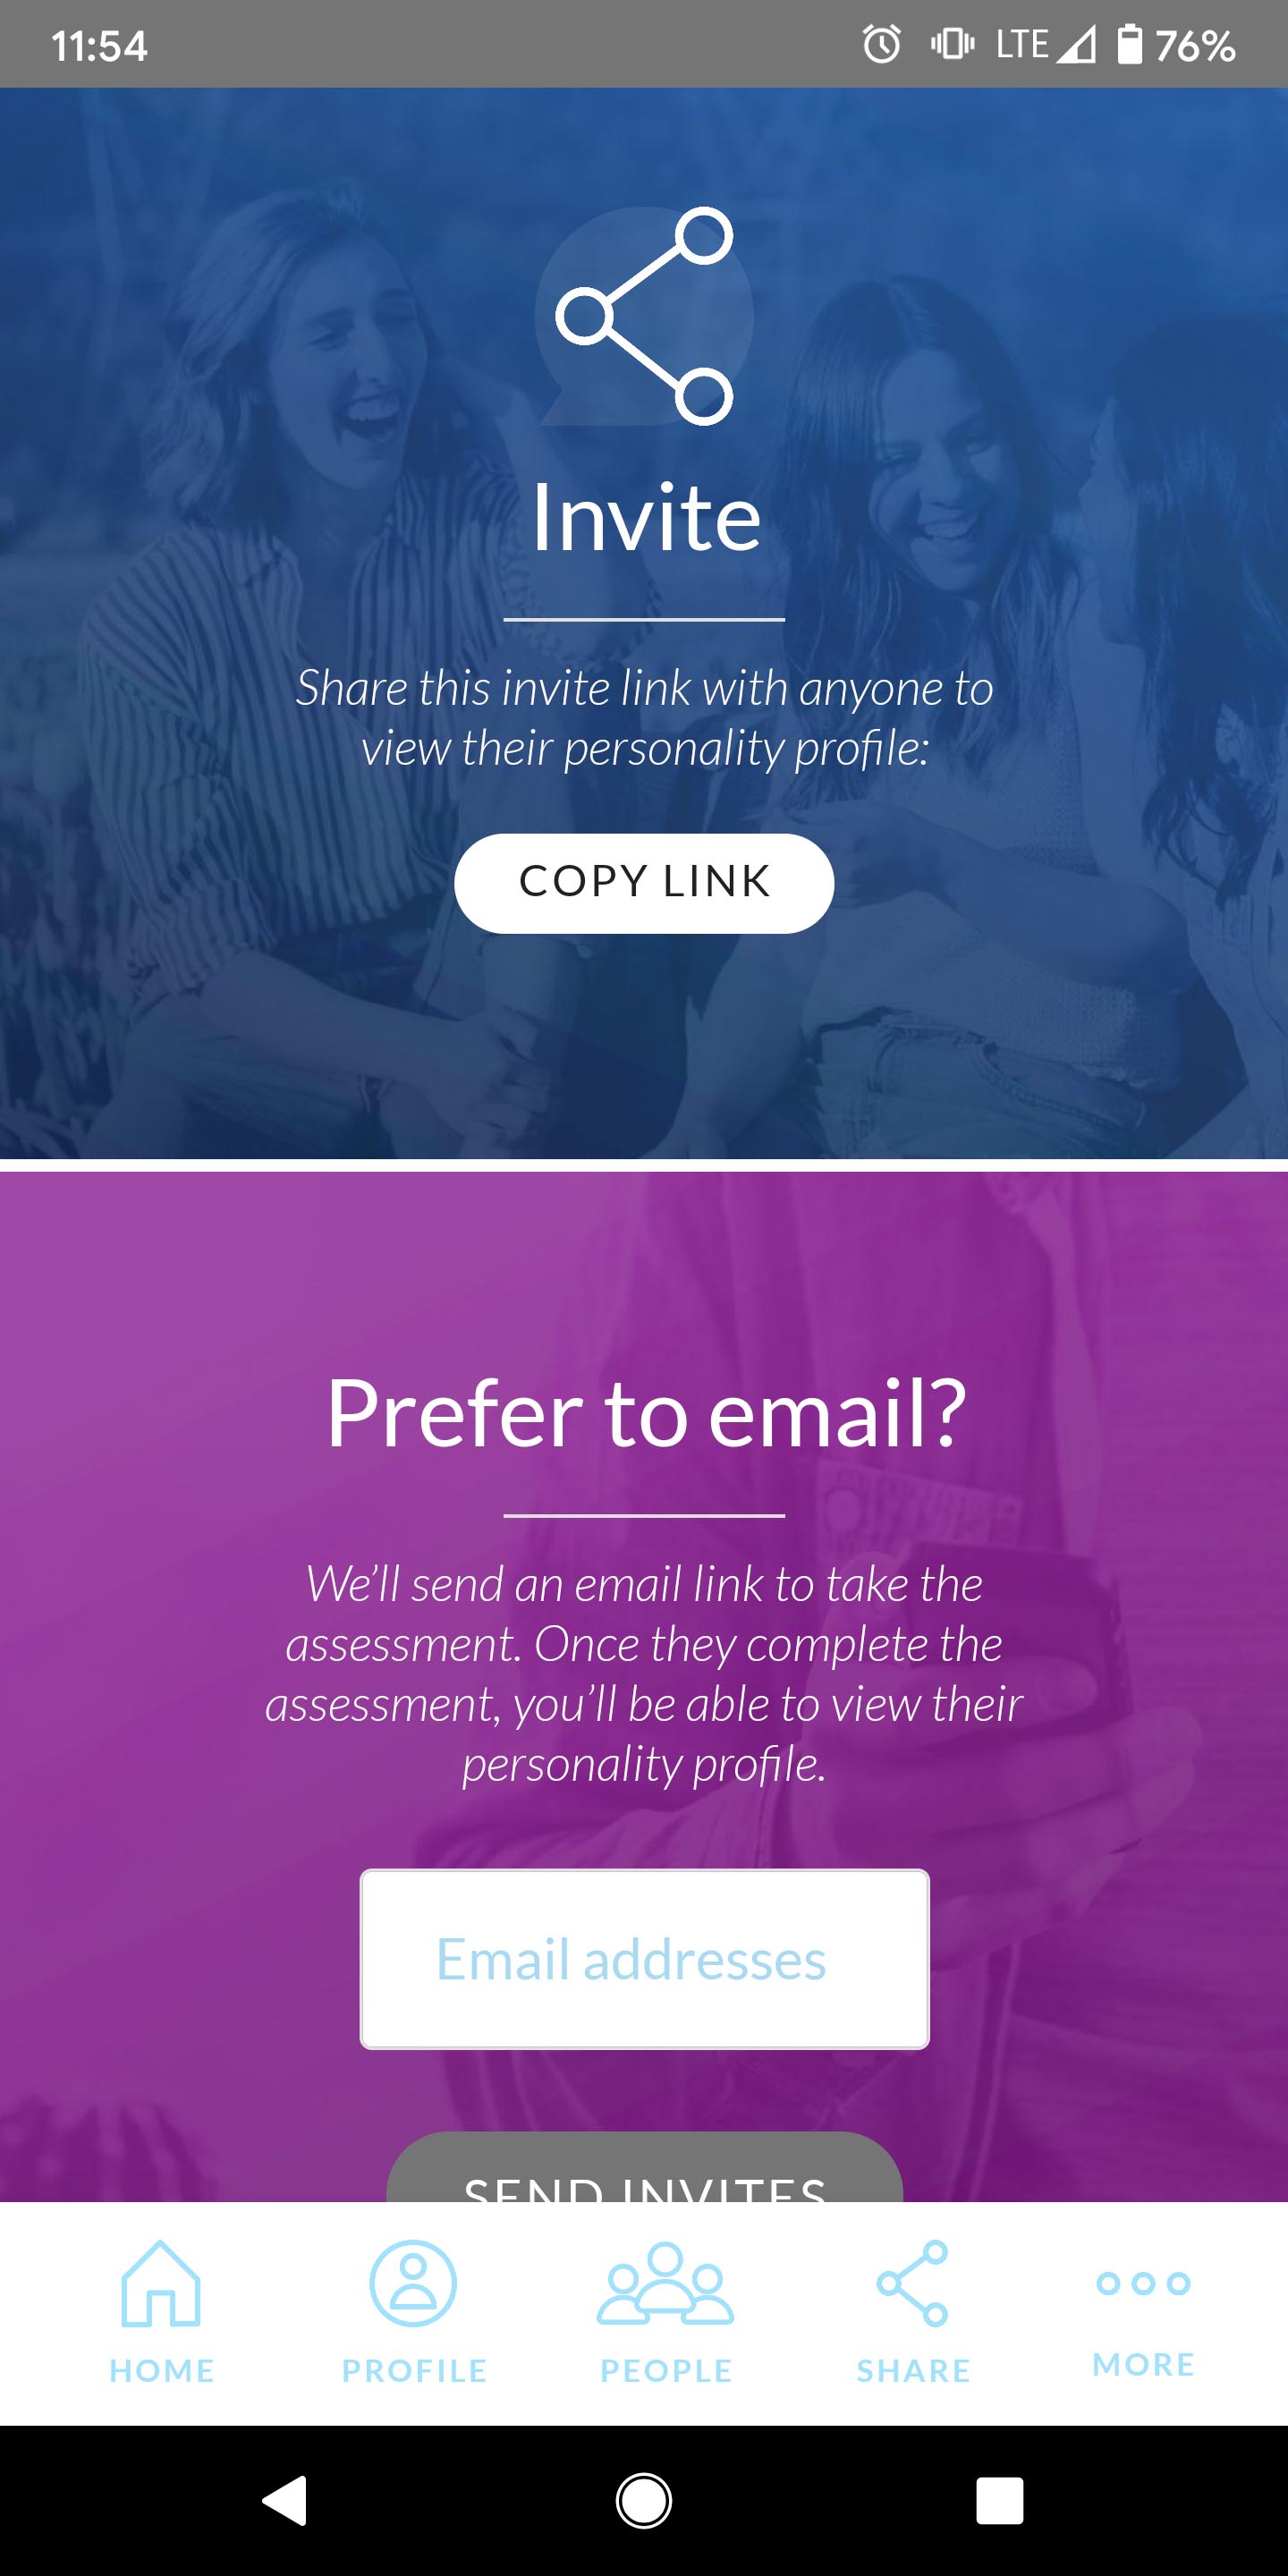 11:54
LTE 76%
Invite
Share this invite link with anyone to
view their personality profile:
COPY LINK
Prefer to email?
We’ll send an email link to take the
assessment. Once they complete the
assessment, you’ll be able to view their
personality profile.
Email addresses
SEND INVITES
HOME PROFILE PEOPLE SHARE MORE